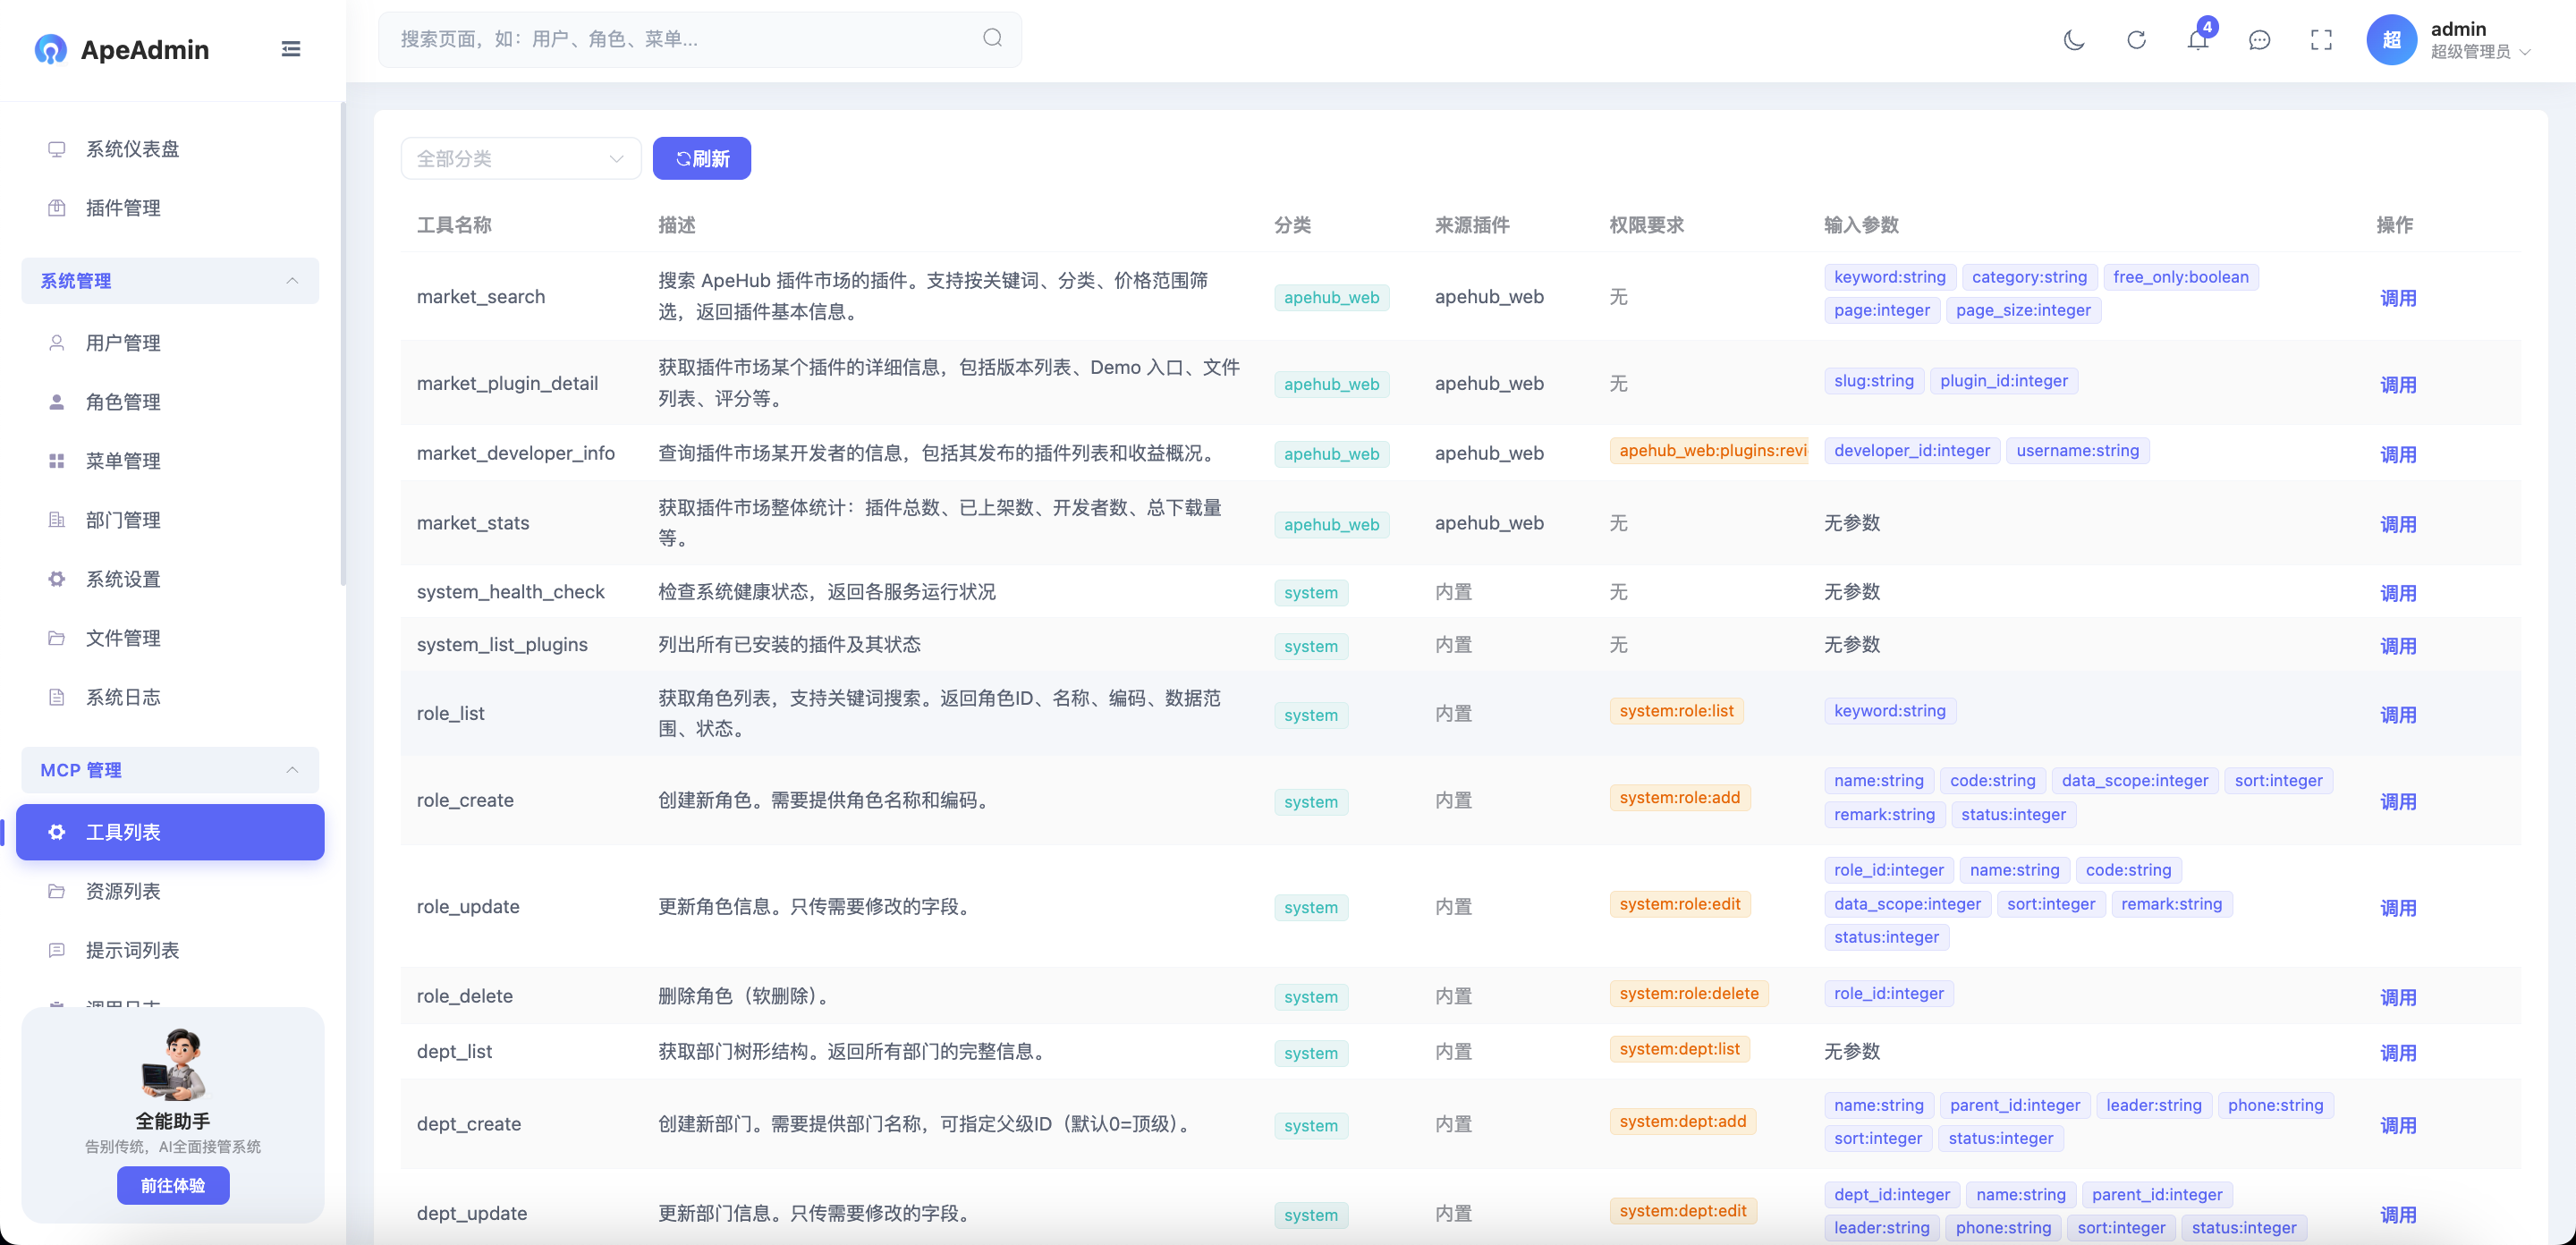 ApeAdmin
搜索页面，如：用户、角色、菜单...
4
超
admin
超级管理员
系统仪表盘
插件管理
系统管理
用户管理
角色管理
菜单管理
部门管理
系统设置
文件管理
系统日志
MCP 管理
工具列表
资源列表
提示词列表
调用日志
全能助手
告别传统，AI全面接管系统
前往体验
全部分类
刷新
工具名称 描述 分类 来源插件 权限要求 输入参数 操作
market_search 搜索 ApeHub 插件市场的插件。支持按关键词、分类、价格范围筛 apehub_web apehub_web 无 keyword:string category:string free_only:boolean 调用
选，返回插件基本信息。 page:integer page_size:integer
market_plugin_detail 获取插件市场某个插件的详细信息，包括版本列表、Demo 入口、文件 apehub_web apehub_web 无 slug:string plugin_id:integer 调用
列表、评分等。
market_developer_info 查询插件市场某开发者的信息，包括其发布的插件列表和收益概况。 apehub_web apehub_web apehub_web:plugins:revi developer_id:integer username:string 调用
market_stats 获取插件市场整体统计：插件总数、已上架数、开发者数、总下载量 apehub_web apehub_web 无 无参数 调用
等。
system_health_check 检查系统健康状态，返回各服务运行状况 system 内置 无 无参数 调用
system_list_plugins 列出所有已安装的插件及其状态 system 内置 无 无参数 调用
role_list 获取角色列表，支持关键词搜索。返回角色ID、名称、编码、数据范 system 内置 system:role:list keyword:string 调用
围、状态。
role_create 创建新角色。需要提供角色名称和编码。 system 内置 system:role:add name:string code:string data_scope:integer sort:integer 调用
remark:string status:integer
role_update 更新角色信息。只传需要修改的字段。 system 内置 system:role:edit role_id:integer name:string code:string 调用
data_scope:integer sort:integer remark:string
status:integer
role_delete 删除角色（软删除）。 system 内置 system:role:delete role_id:integer 调用
dept_list 获取部门树形结构。返回所有部门的完整信息。 system 内置 system:dept:list 无参数 调用
dept_create 创建新部门。需要提供部门名称，可指定父级ID（默认0=顶级）。 system 内置 system:dept:add name:string parent_id:integer leader:string phone:string 调用
sort:integer status:integer
dept_update 更新部门信息。只传需要修改的字段。 system 内置 system:dept:edit dept_id:integer name:string parent_id:integer 调用
leader:string phone:string sort:integer status:integer